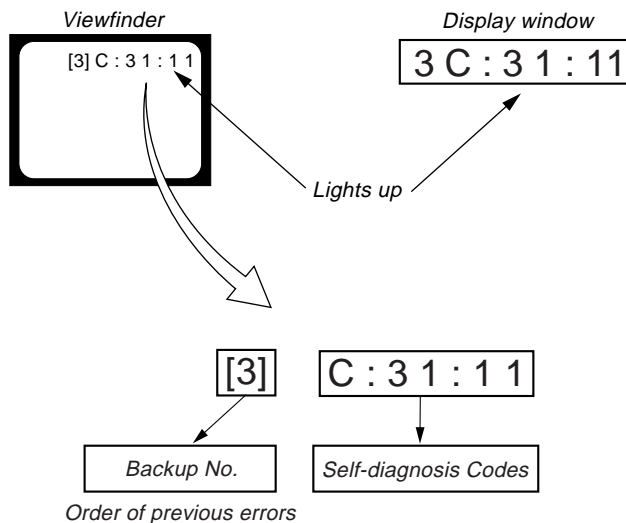 Viewfinder
Display window
[3] C : 3 1 : 1 1
3 C : 3 1 : 11
Lights up
[3]
C : 3 1 : 1 1
Backup No.
Self-diagnosis Codes
Order of previous errors